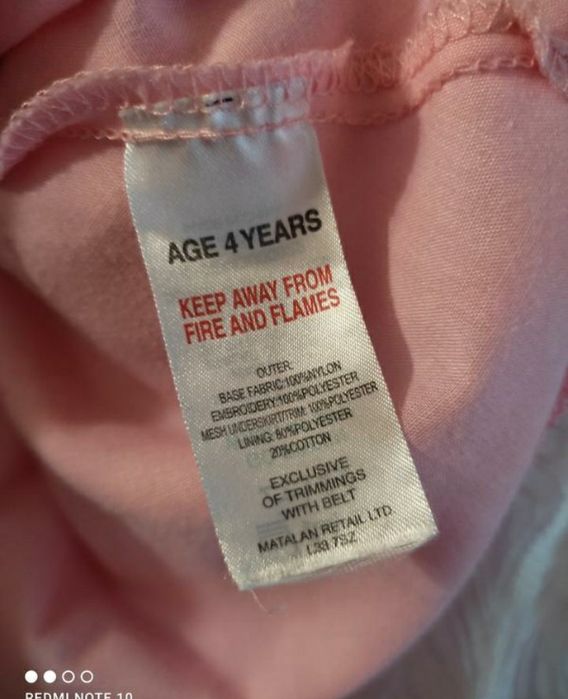 AGE 4 YEARS
KEEP AWAY FROM
FIRE AND FLAMES
OUTER:
BASE FABRIC:100%NYLON
EMBROIDERY:100%POLYESTER
MESH UNDERSKIRT/TRIM: 100%POLYESTER
LINING: 80%POLYESTER
20%COTTON
EXCLUSIVE
OF TRIMMINGS
WITH BELT
MATALAN RETAIL LTD
L33 7SZ
REDMI NOTE 10